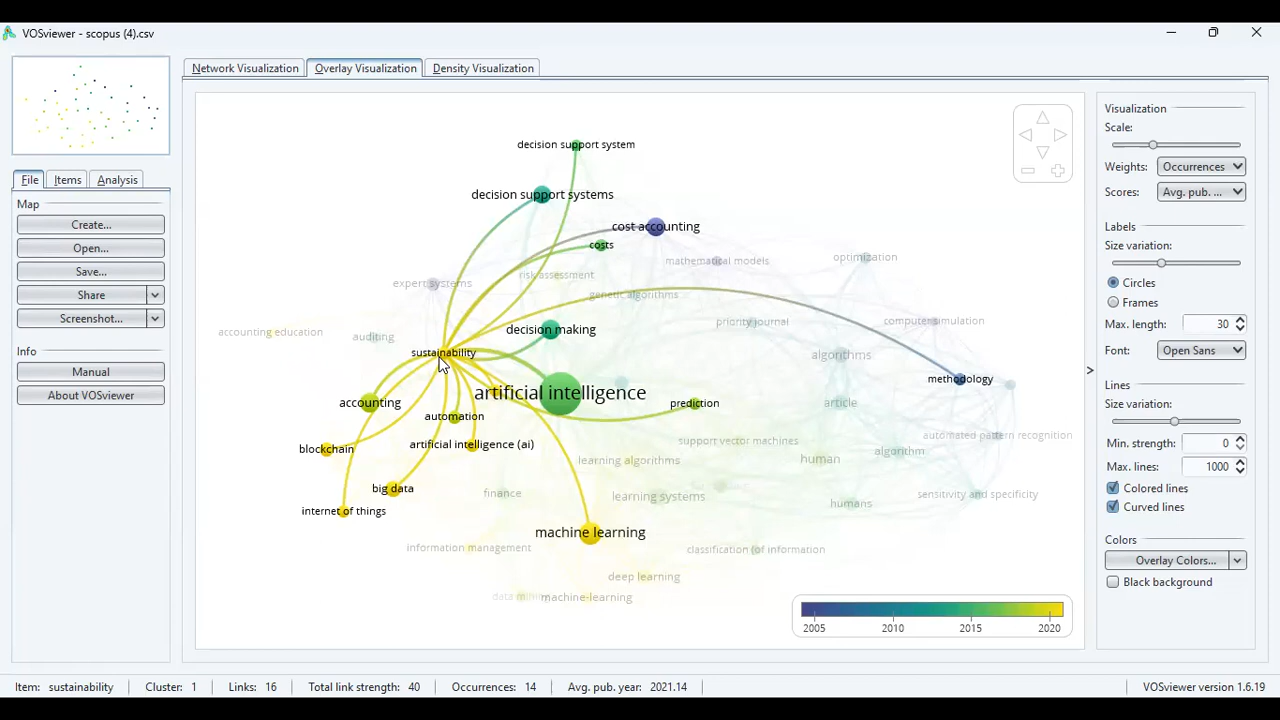 VOSviewer - scopus (4).csv
Network Visualization
Overlay Visualization
Density Visualization
File
Items
Analysis
Map
Create...
Open...
Save...
Share
Screenshot...
Info
Manual
About VOSviewer
decision support system
decision support systems
cost accounting
costs
mathematical models
optimization
risk assessment
expert systems
genetic algorithms
accounting education
auditing
decision making
priority journal
computer simulation
sustainability
algorithms
methodology
artificial intelligence
accounting
prediction
article
automation
blockchain
artificial intelligence (ai)
support vector machines
automated pattern recognition
algorithm
learning algorithms
human
big data
finance
learning systems
sensitivity and specificity
internet of things
humans
machine learning
information management
classification (of information
deep learning
machine-learning
2005
2010
2015
2020
Visualization
Scale:
Weights: Occurrences
Scores: Avg. pub. ...
Labels
Size variation:
Circles
Frames
Max. length: 30
Font: Open Sans
Lines
Size variation:
Min. strength: 0
Max. lines: 1000
Colored lines
Curved lines
Colors
Overlay Colors...
Black background
Item: sustainability
Cluster: 1
Links: 16
Total link strength: 40
Occurrences: 14
Avg. pub. year: 2021.14
VOSviewer version 1.6.19